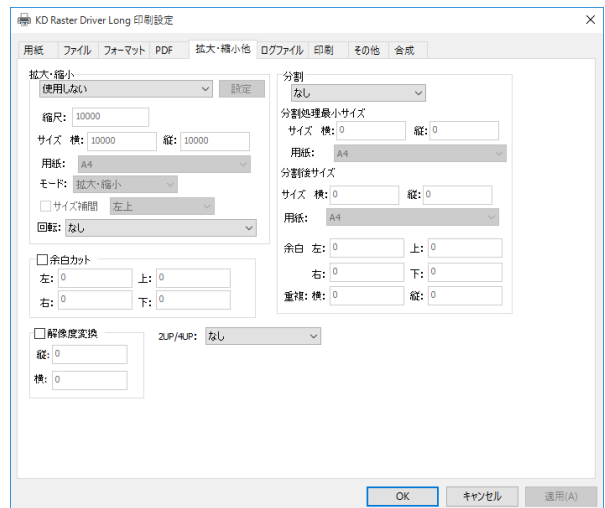 KD Raster Driver Long 印刷設定
用紙 ファイル フォーマット PDF 拡大・縮小他 ログファイル 印刷 その他 合成
拡大・縮小
使用しない 設定
縮尺: 10000
サイズ 横: 10000 縦: 10000
用紙: A4
モード: 拡大・縮小
サイズ補間 左上
回転: なし
余白カット
左: 0 上: 0
右: 0 下: 0
解像度変換
縦: 0
横: 0
2UP/4UP: なし
分割
なし
分割処理最小サイズ
サイズ 横: 0 縦: 0
用紙: A4
分割後サイズ
サイズ 横: 0 縦: 0
用紙: A4
余白 左: 0 上: 0
右: 0 下: 0
重複: 横: 0 縦: 0
OK キャンセル 適用(A)